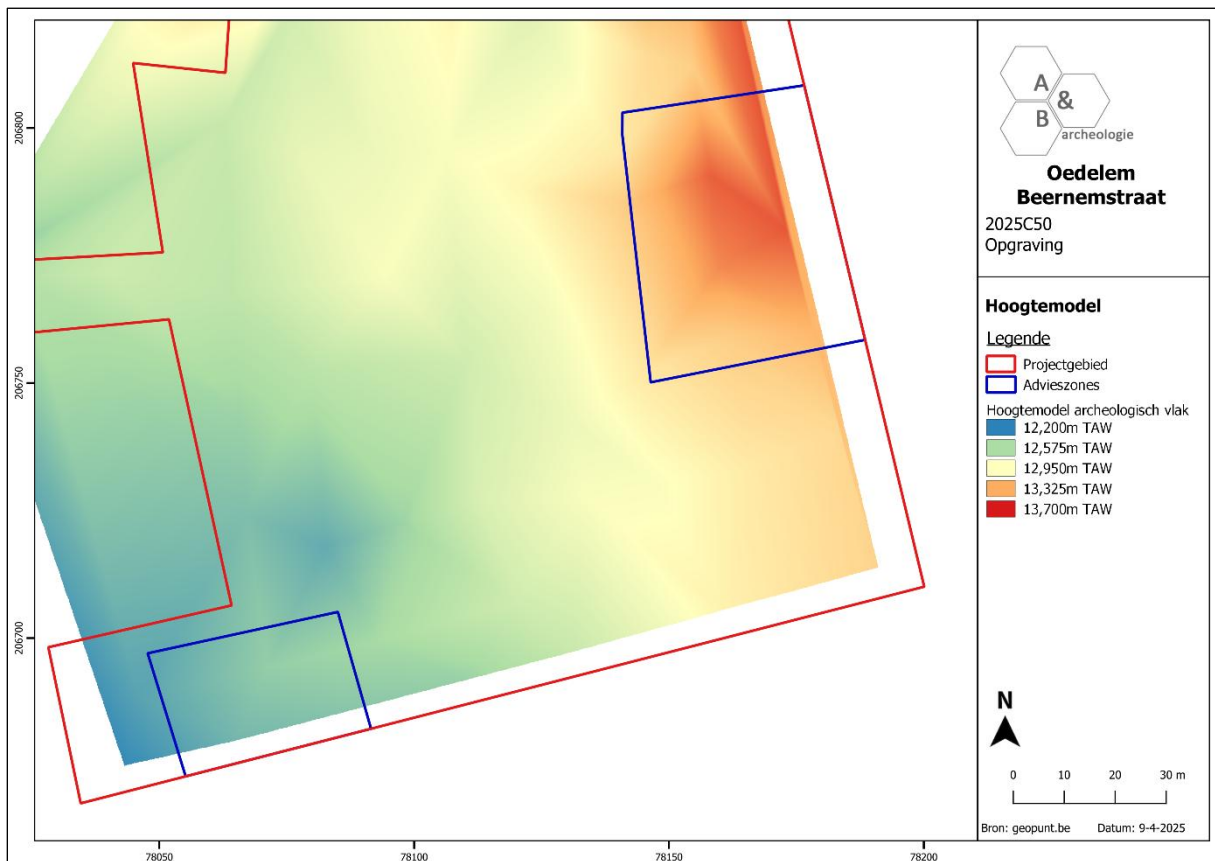 A
&
B
archeologie
Oedelem
Beernemstraat
2025C50
Opgraving
Hoogtemodel
Legende
Projectgebied
Advieszones
Hoogtemodel archeologisch vlak
12,200m TAW
12,575m TAW
12,950m TAW
13,325m TAW
13,700m TAW
N
0 10 20 30 m
Bron: geopunt.be Datum: 9-4-2025
206800
206750
206700
78050 78100 78150 78200